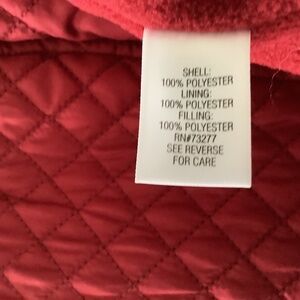 SHELL:
100% POLYESTER
LINING:
100% POLYESTER
FILLING:
100% POLYESTER
RN#73277
SEE REVERSE
FOR CARE